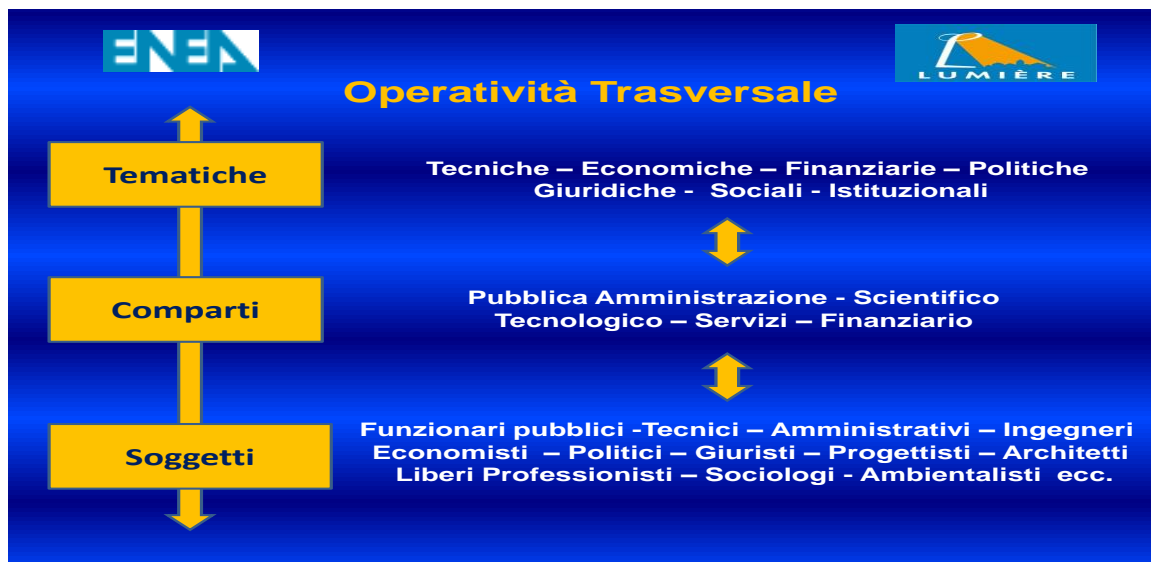 ENEA
LUMIÈRE
Operatività Trasversale
Tematiche
Tecniche – Economiche – Finanziarie – Politiche
Giuridiche - Sociali - Istituzionali
Comparti
Pubblica Amministrazione - Scientifico
Tecnologico – Servizi – Finanziario
Soggetti
Funzionari pubblici -Tecnici – Amministrativi – Ingegneri
Economisti – Politici – Giuristi – Progettisti – Architetti
Liberi Professionisti – Sociologi - Ambientalisti ecc.